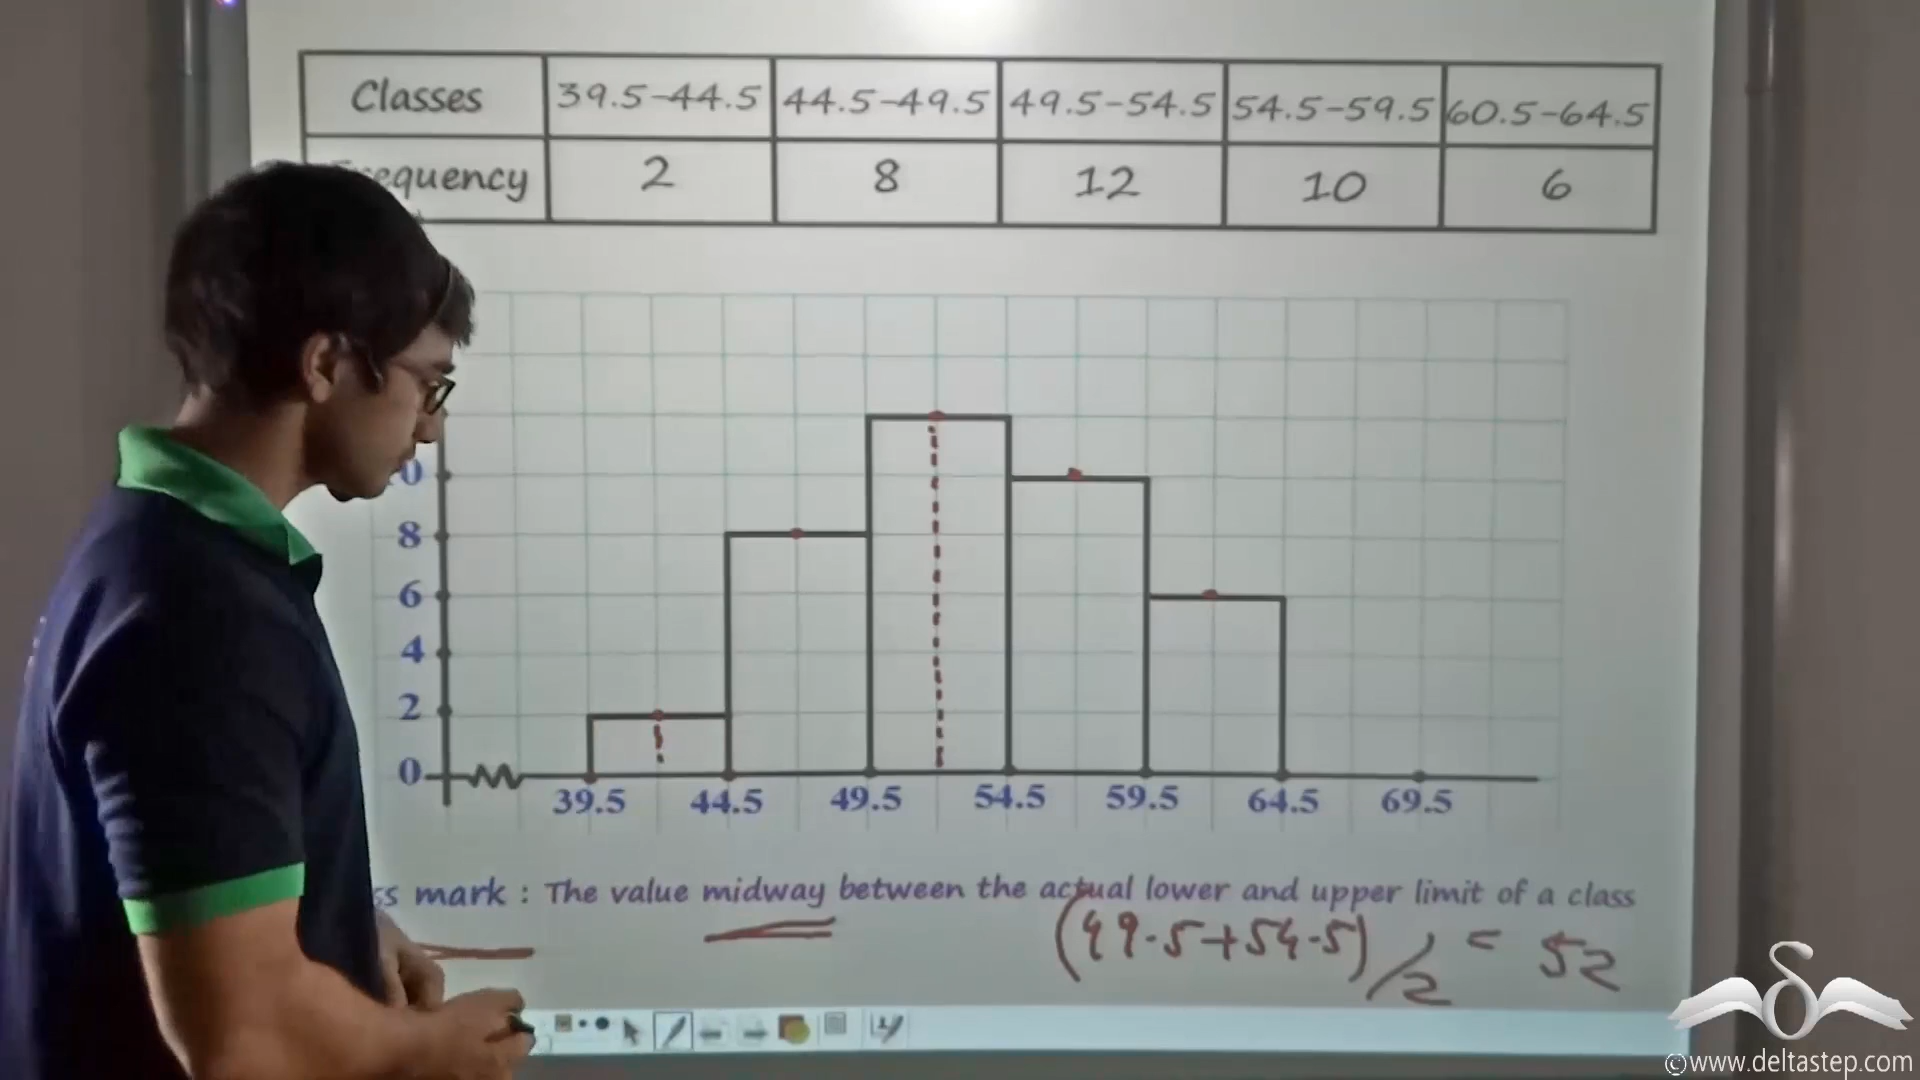 Classes 39.5-44.5 44.5-49.5 49.5-54.5 54.5-59.5 60.5-64.5
requency 2 8 12 10 6
0
8
6
4
2
0
39.5 44.5 49.5 54.5 59.5 64.5 69.5
ss mark : The value midway between the actual lower and upper limit of a class
(49.5+54.5)/2 = 52
©www.deltastep.com